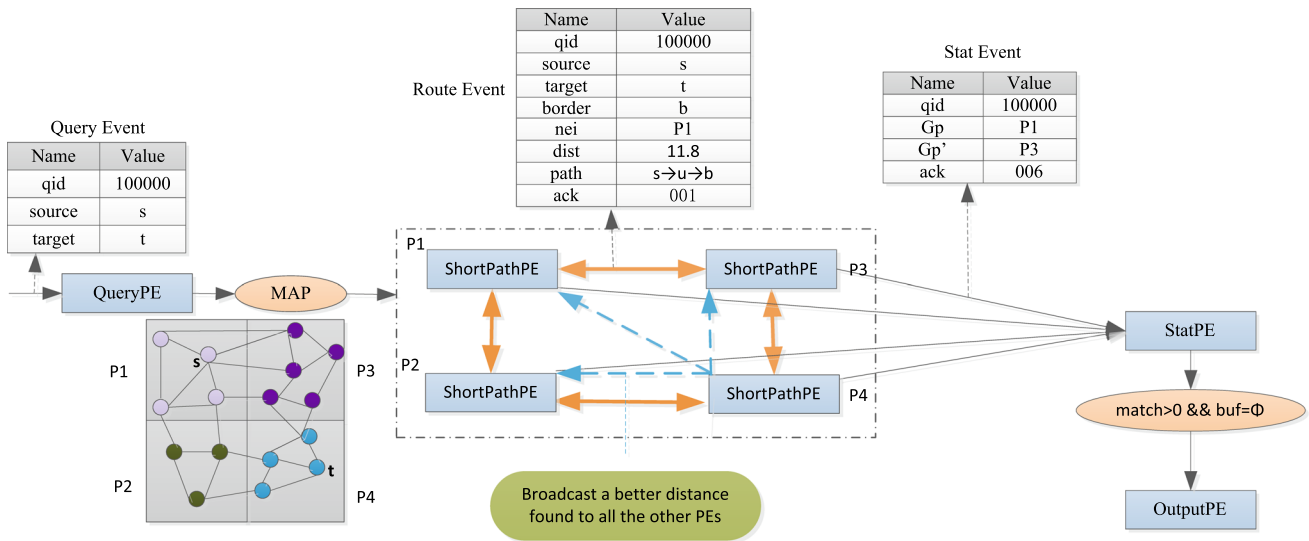 Query Event
Name Value
qid 100000
source s
target t
Route Event
Name Value
qid 100000
source s
target t
border b
nei P1
dist 11.8
path s→u→b
ack 001
Stat Event
Name Value
qid 100000
Gp P1
Gp’ P3
ack 006
QueryPE
MAP
P1
ShortPathPE
ShortPathPE
P3
P2
ShortPathPE
ShortPathPE
P4
StatPE
match>0 && buf=Φ
OutputPE
P1
s
P3
P2
t
P4
Broadcast a better distance
found to all the other PEs